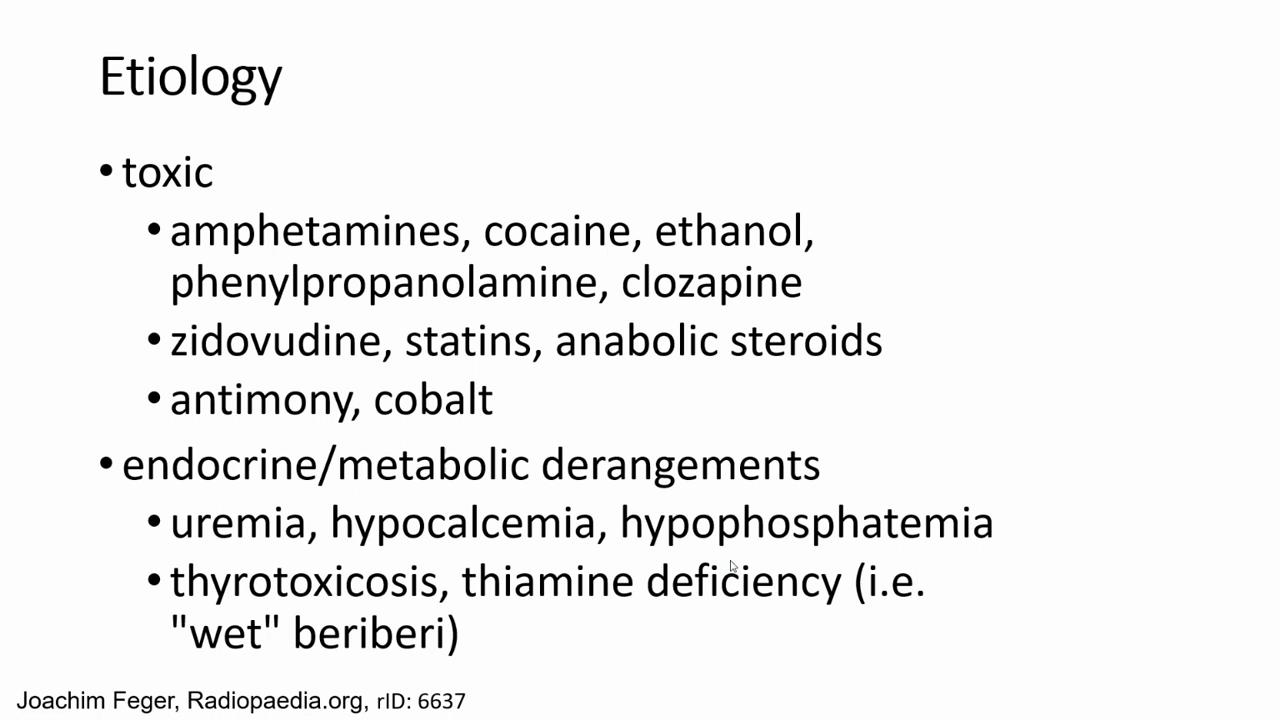 Etiology
• toxic
• amphetamines, cocaine, ethanol,
phenylpropanolamine, clozapine
• zidovudine, statins, anabolic steroids
• antimony, cobalt
• endocrine/metabolic derangements
• uremia, hypocalcemia, hypophosphatemia
• thyrotoxicosis, thiamine deficiency (i.e.
"wet" beriberi)
Joachim Feger, Radiopaedia.org, rID: 6637